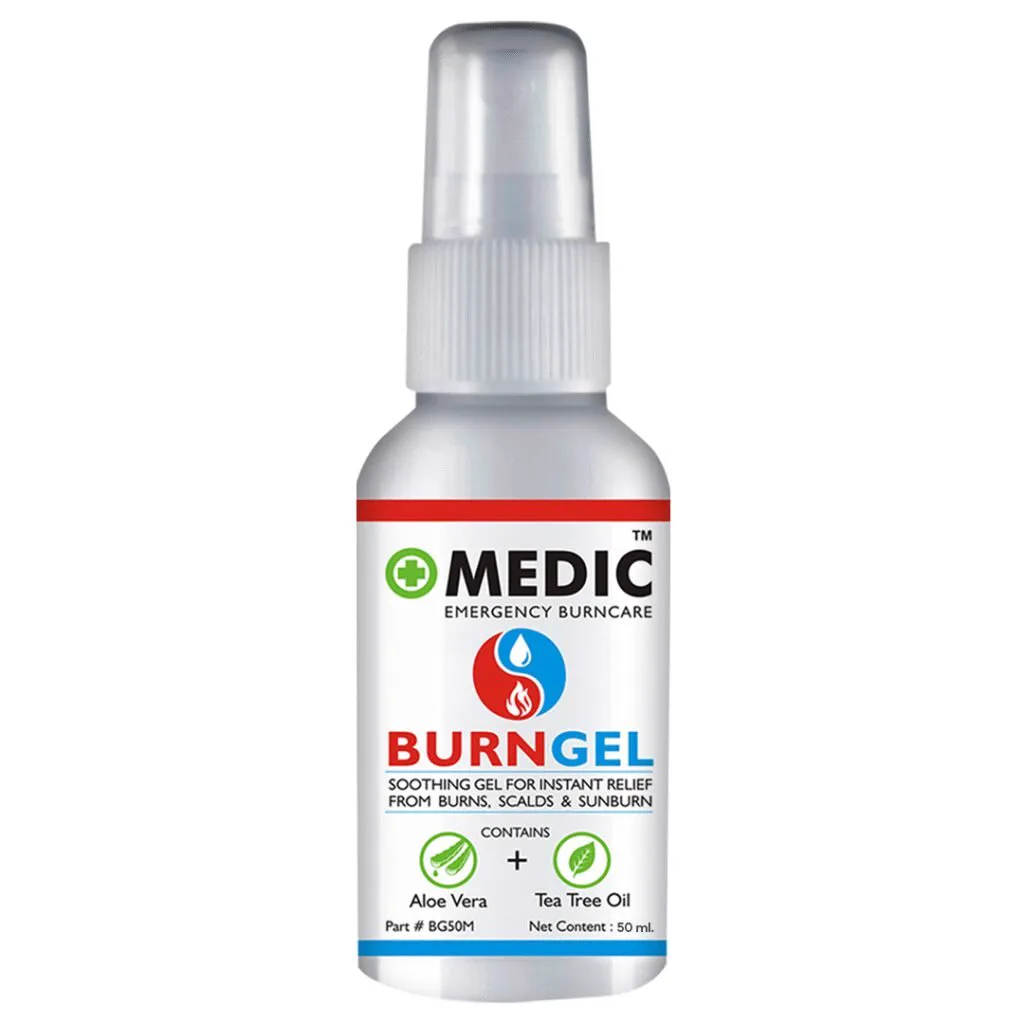 TM
MEDIC
EMERGENCY BURNCARE
BURNGEL
SOOTHING GEL FOR INSTANT RELIEF
FROM BURNS, SCALDS & SUNBURN
CONTAINS
+
Aloe Vera Tea Tree Oil
Part # BG50M Net Content : 50 ml.